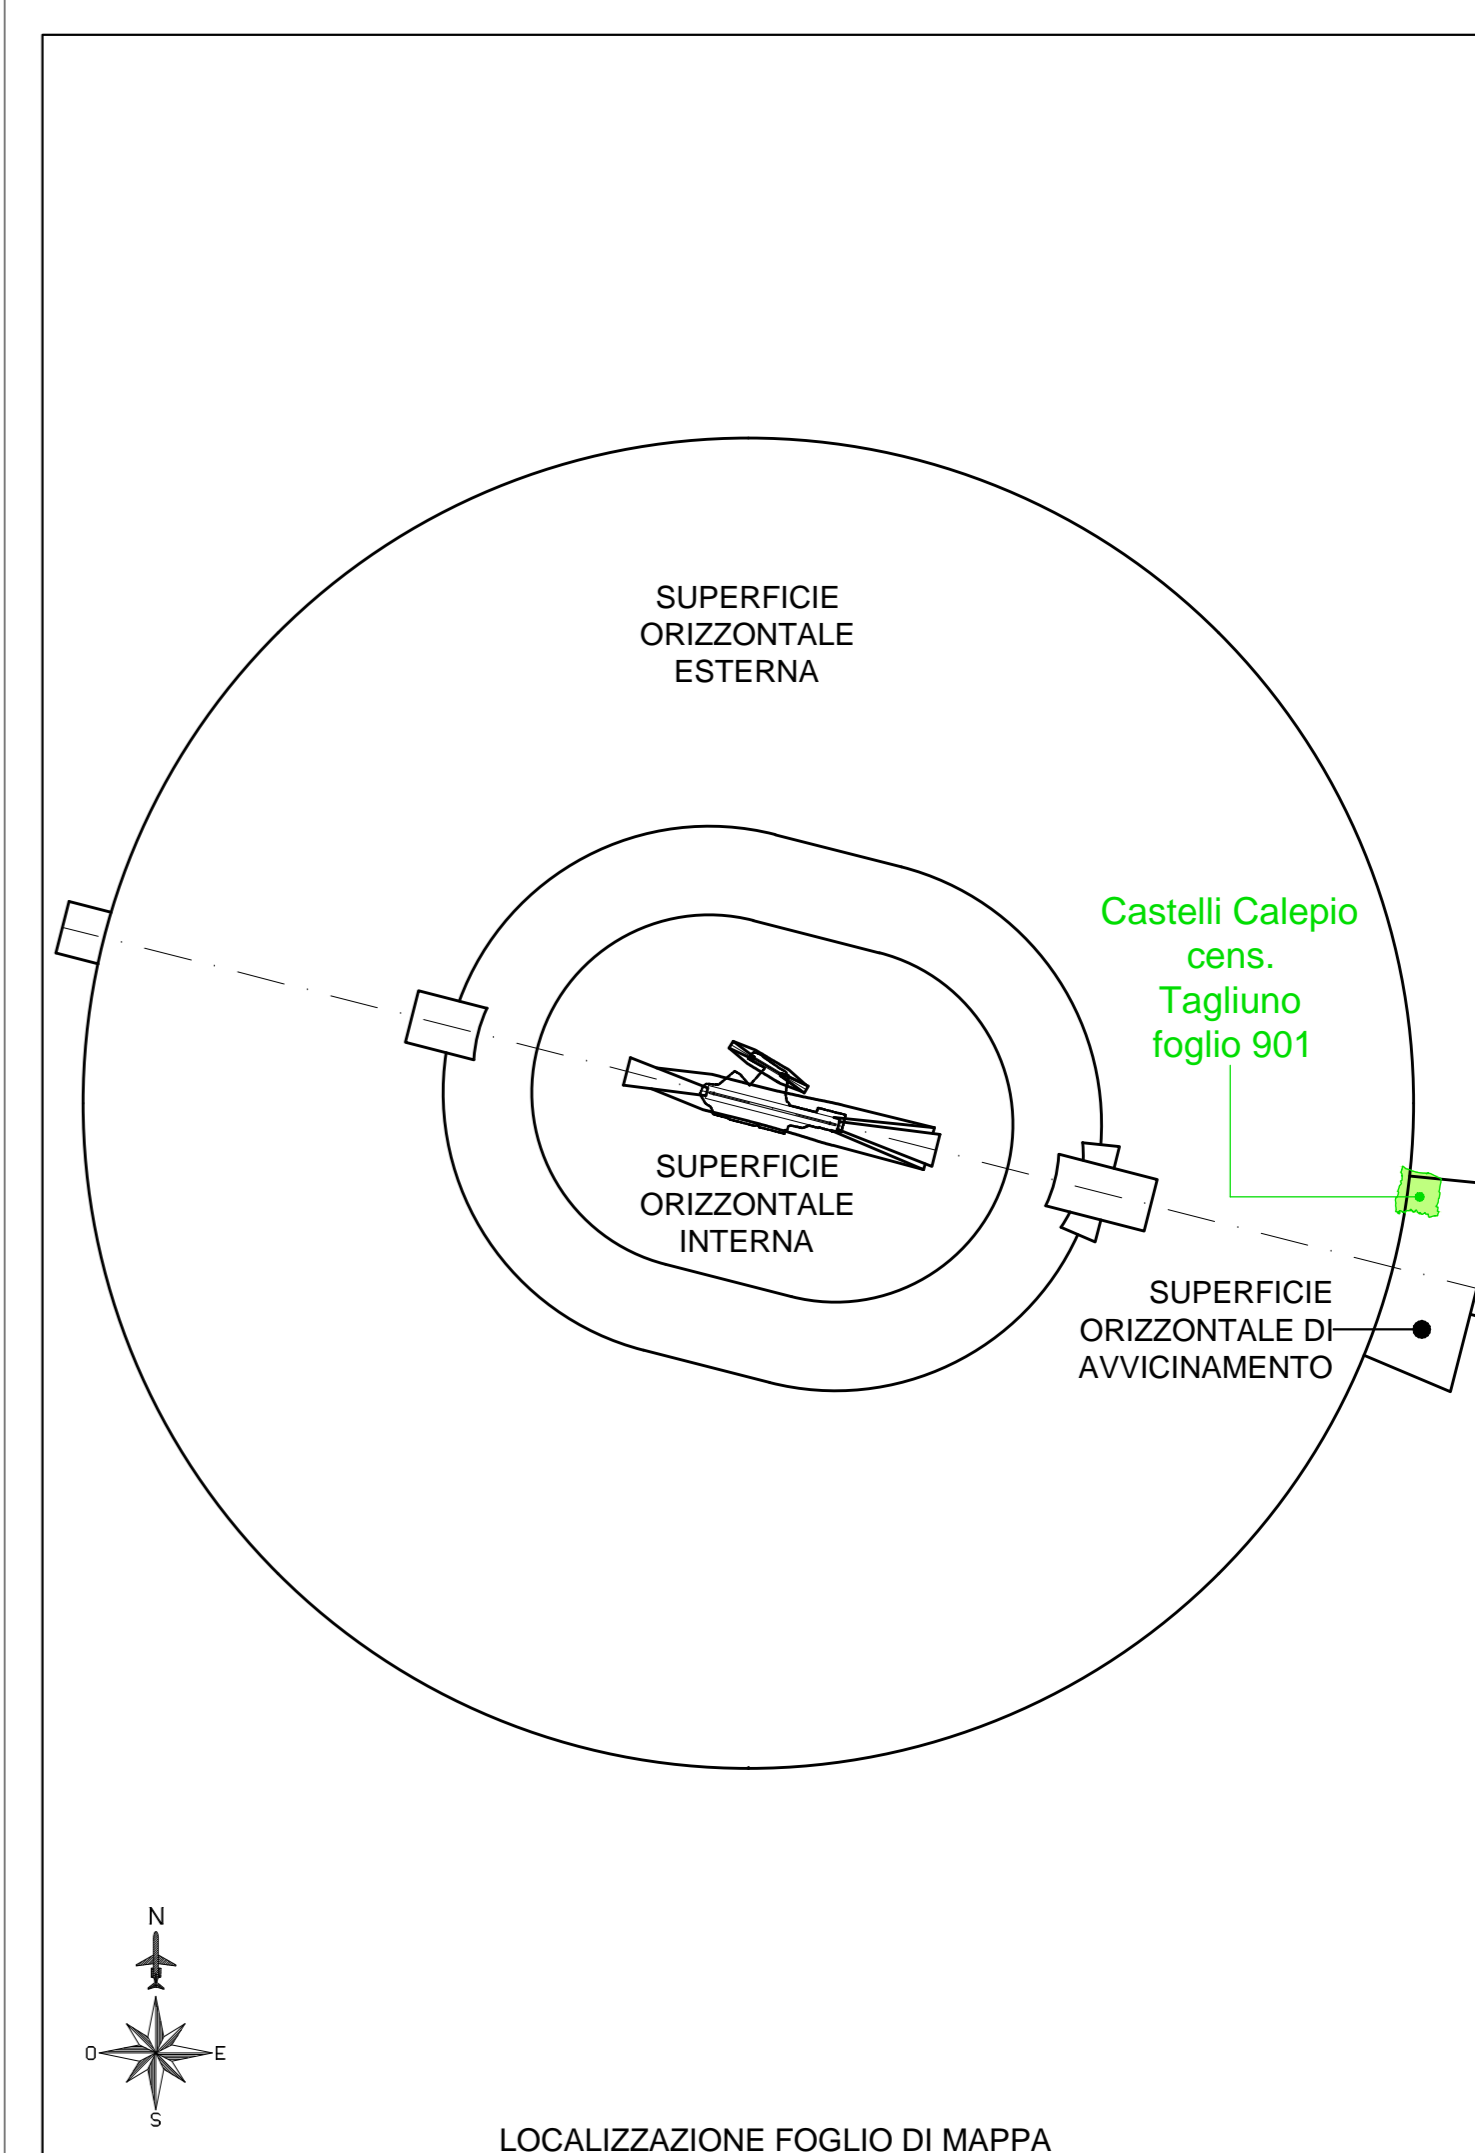 SUPERFICIE
ORIZZONTALE
ESTERNA
Castelli Calepio
cens.
Tagliuno
foglio 901
SUPERFICIE
ORIZZONTALE
INTERNA
SUPERFICIE
ORIZZONTALE DI
AVVICINAMENTO
N
O
E
S
LOCALIZZAZIONE FOGLIO DI MAPPA